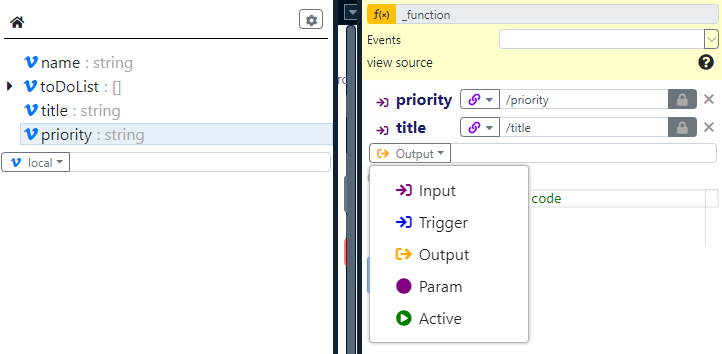 name : string
toDoList : []
title : string
priority : string
local
f(x) _function
Events
view source
priority /priority
title /title
Output
code
Input
Trigger
Output
Param
Active